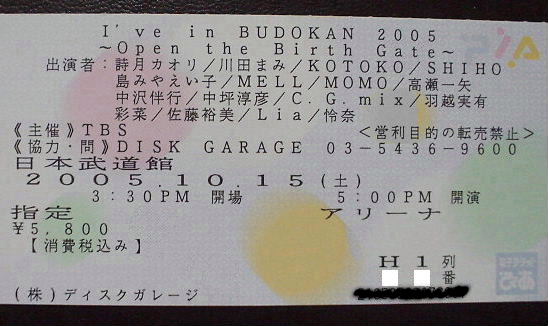 I've in BUDOKAN 2005
~Open the Birth Gate~
出演者：詩月カオリ／川田まみ／KOTOKO／SHIHO
島みやえい子／MELL／MOMO／高瀬一矢
中沢伴行／中坪淳彦／C.G.mix／羽越実有
彩菜／佐藤裕美／Lia／怜奈
《主催》TBS ＜営利目的の転売禁止＞
《協力・問》DISK GARAGE 03-5436-9600
日本武道館
2005.10.15(土)
3:30PM 開場 5:00PM 開演
指定 アリーナ
￥5,800
【消費税込み】
H1列
番
ぴあ
(株)ディスクガレージ